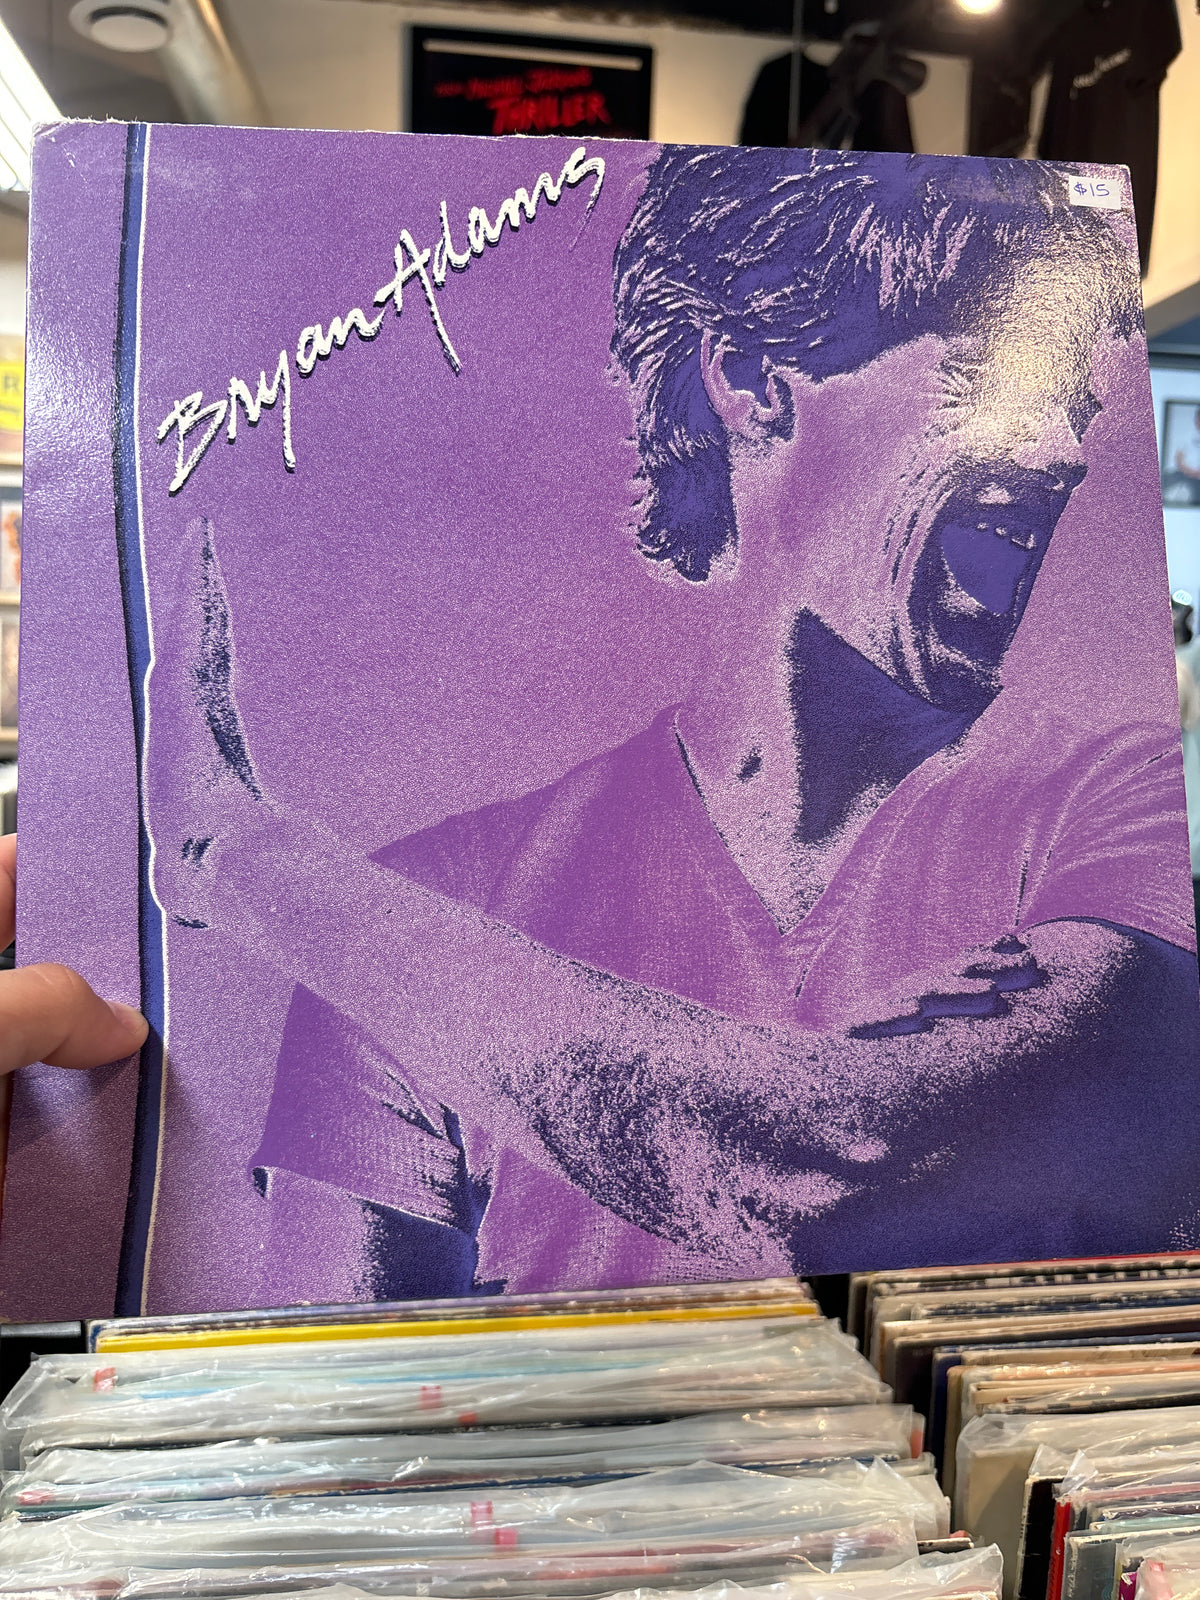 THRILLER
Bryan Adams
$15